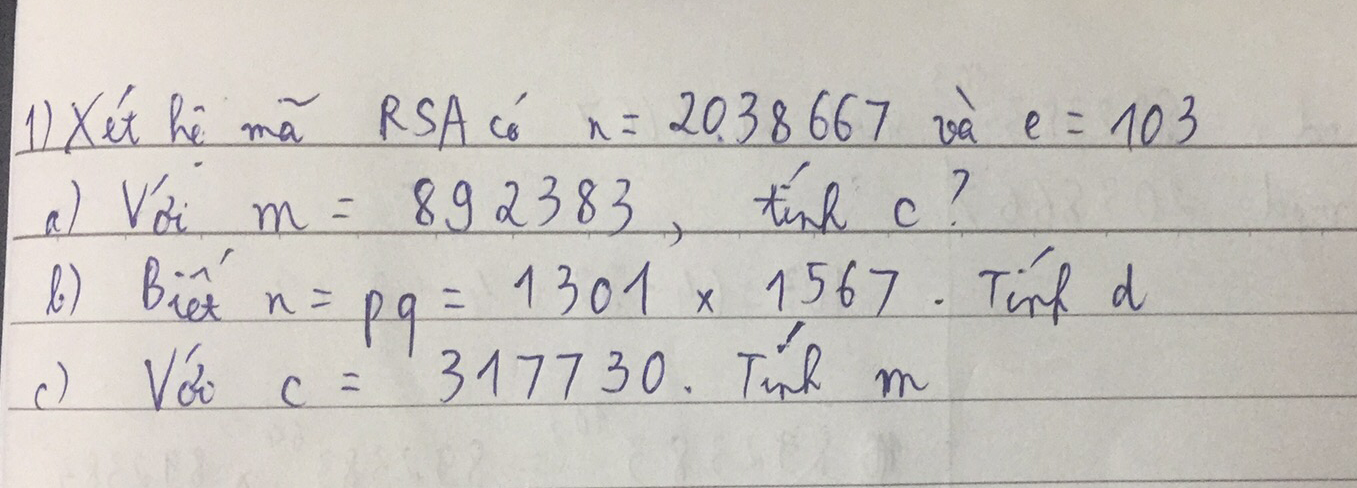 1) Xét hệ mã RSA có n = 2038667 và e = 103
a) Với m = 892383, tính c?
b) Biết n = pq = 1301 x 1567. Tính d
c) Với c = 317730. Tính m